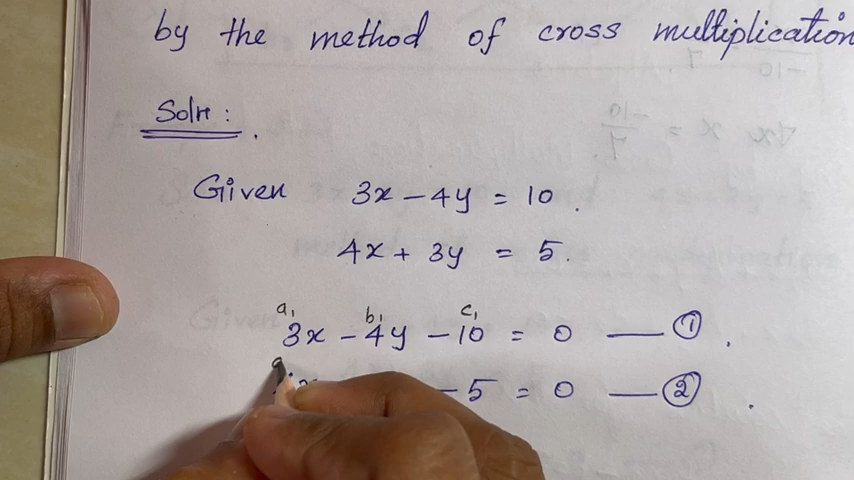 by the method of cross multiplication
Soln :
Given 3x - 4y = 10.
4x + 3y = 5.
a₁ b₁ c₁
3x - 4y - 10 = 0 — ①.
- 5 = 0 — ②.